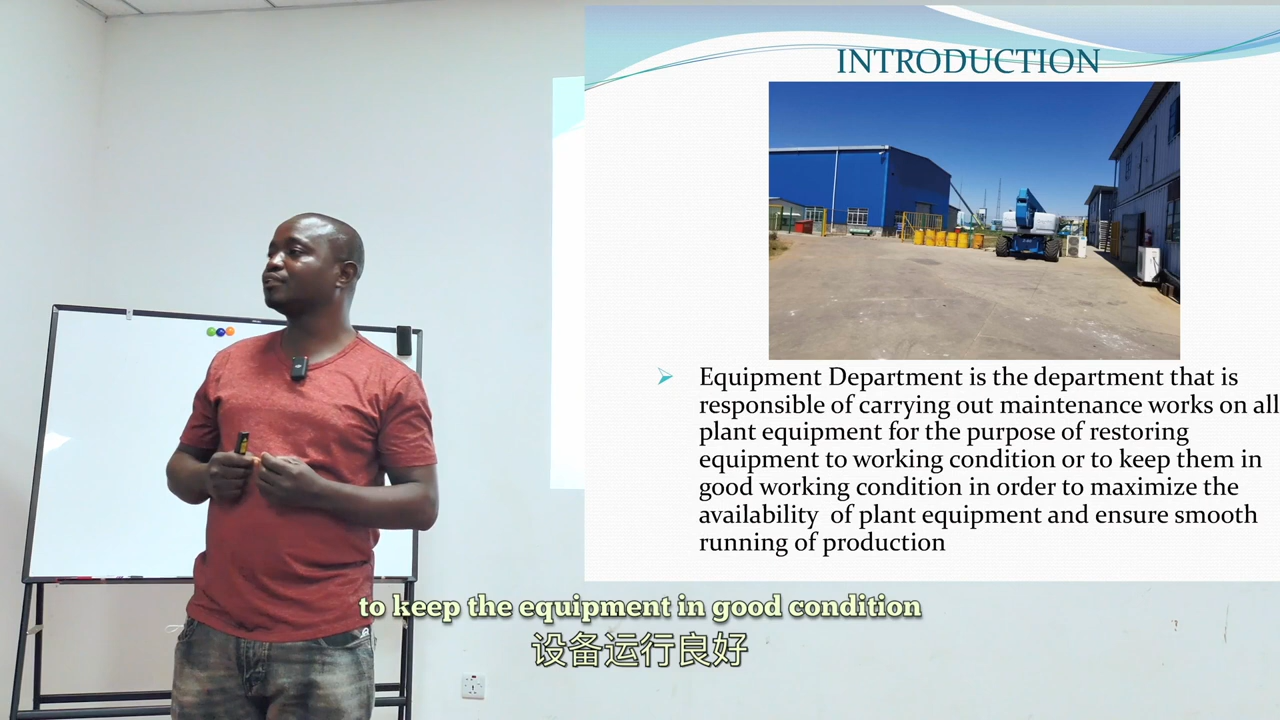 INTRODUCTION
Equipment Department is the department that is
responsible of carrying out maintenance works on all
plant equipment for the purpose of restoring
equipment to working condition or to keep them in
good working condition in order to maximize the
availability of plant equipment and ensure smooth
running of production
to keep the equipment in good condition
设备运行良好